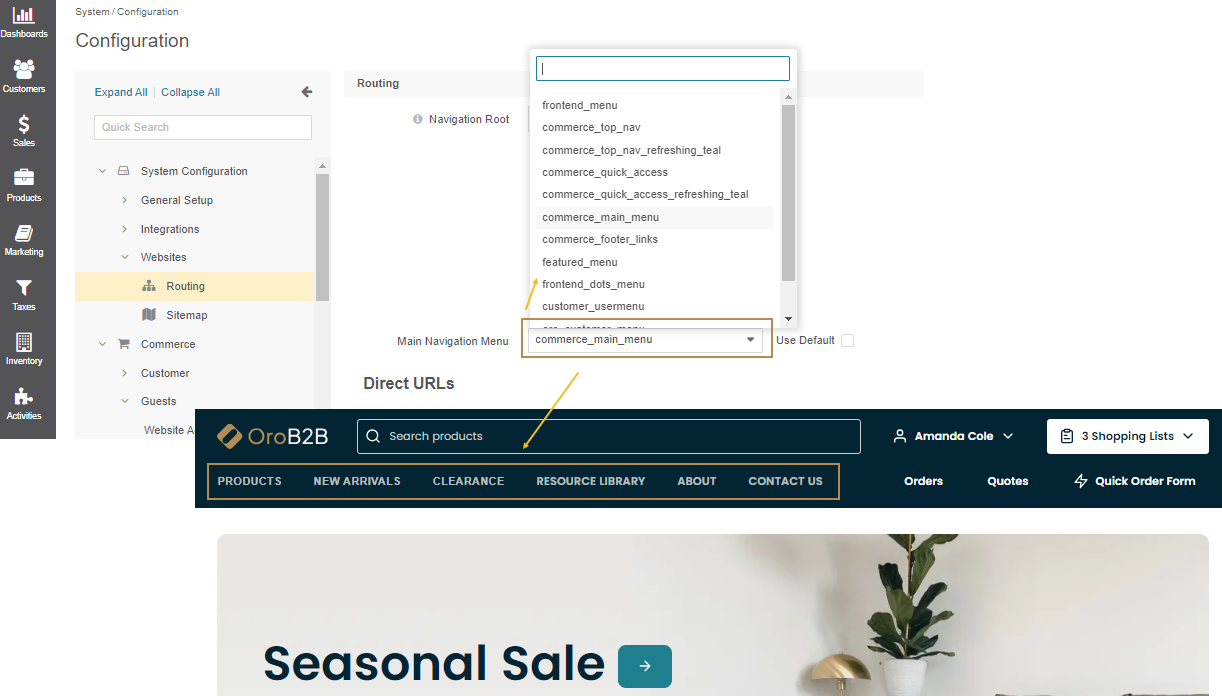 Dashboards
Customers
Sales
Products
Marketing
Taxes
Inventory
Activities
System / Configuration
Configuration
Expand All | Collapse All
Quick Search
System Configuration
General Setup
Integrations
Websites
Routing
Sitemap
Commerce
Customer
Guests
Website A
Routing
Navigation Root
frontend_menu
commerce_top_nav
commerce_top_nav_refreshing_teal
commerce_quick_access
commerce_quick_access_refreshing_teal
commerce_main_menu
commerce_footer_links
featured_menu
frontend_dots_menu
customer_usermenu
oro_customer_menu
Main Navigation Menu
commerce_main_menu
Use Default
Direct URLs
OroB2B
Search products
Amanda Cole
3 Shopping Lists
PRODUCTS
NEW ARRIVALS
CLEARANCE
RESOURCE LIBRARY
ABOUT
CONTACT US
Orders
Quotes
Quick Order Form
Seasonal Sale